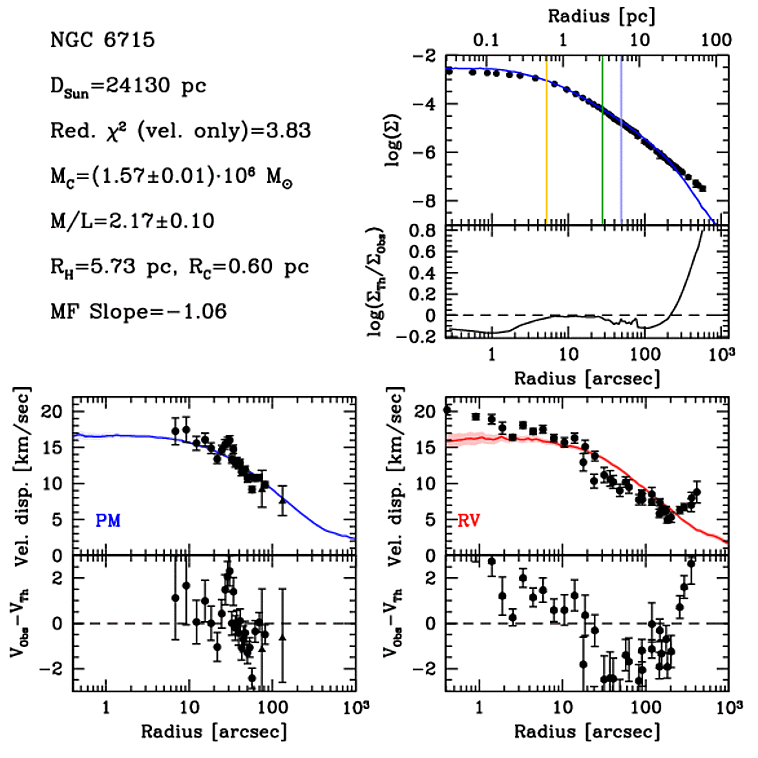 NGC 6715
D_Sun=24130 pc
Red. χ² (vel. only)=3.83
M_C=(1.57±0.01)·10⁶ M_⊙
M/L=2.17±0.10
R_H=5.73 pc, R_C=0.60 pc
MF Slope=−1.06
Radius [pc]
0.1 1 10 100
−2
−4
−6
−8
log(Σ)
0.8
0.6
0.4
0.2
0
−0.2
log(Σ_Th/Σ_Obs)
1 10 100 10³
Radius [arcsec]
20
15
10
5
0
Vel. disp. [km/sec]
PM
2
0
−2
V_Obs−V_Th
1 10 100 10³
Radius [arcsec]
20
15
10
5
0
Vel. disp. [km/sec]
RV
2
0
−2
V_Obs−V_Th
1 10 100 10³
Radius [arcsec]